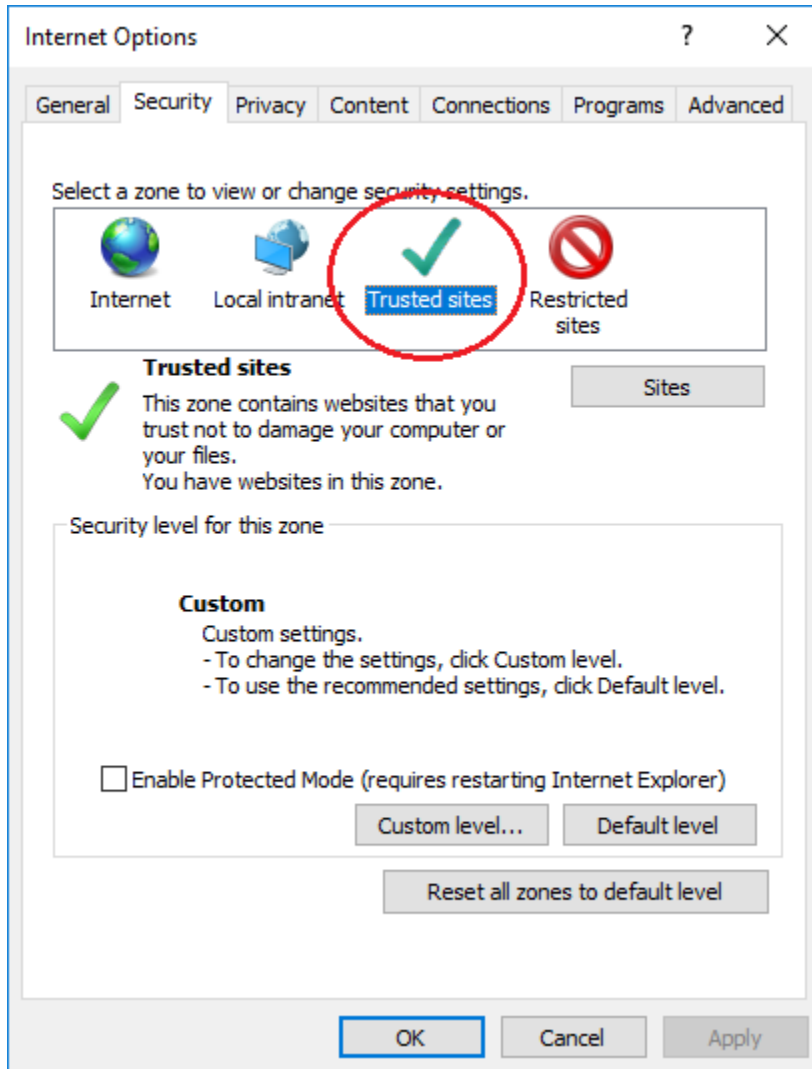 Internet Options
?
General Security Privacy Content Connections Programs Advanced
Select a zone to view or change security settings.
Internet Local intranet Trusted sites Restricted
sites
Trusted sites
Sites
This zone contains websites that you
trust not to damage your computer or
your files.
You have websites in this zone.
Security level for this zone
Custom
Custom settings.
- To change the settings, click Custom level.
- To use the recommended settings, click Default level.
Enable Protected Mode (requires restarting Internet Explorer)
Custom level... Default level
Reset all zones to default level
OK Cancel Apply